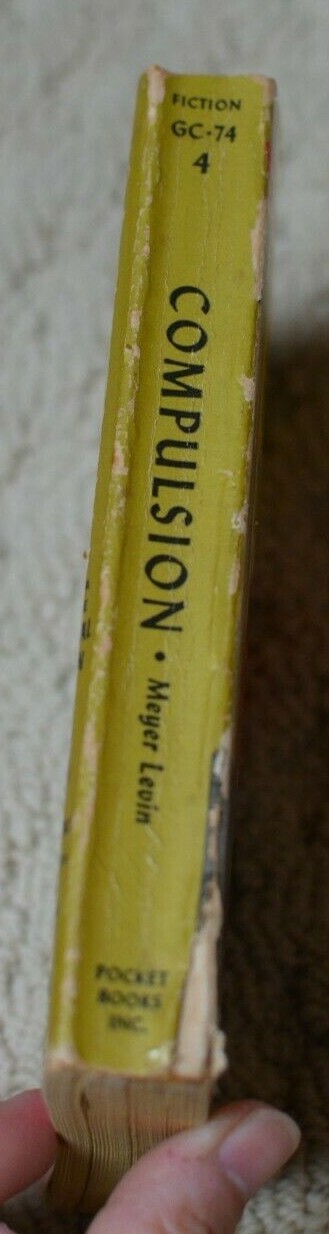 FICTION
GC-74
4
COMPULSION • Meyer Levin
POCKET
BOOKS
INC.